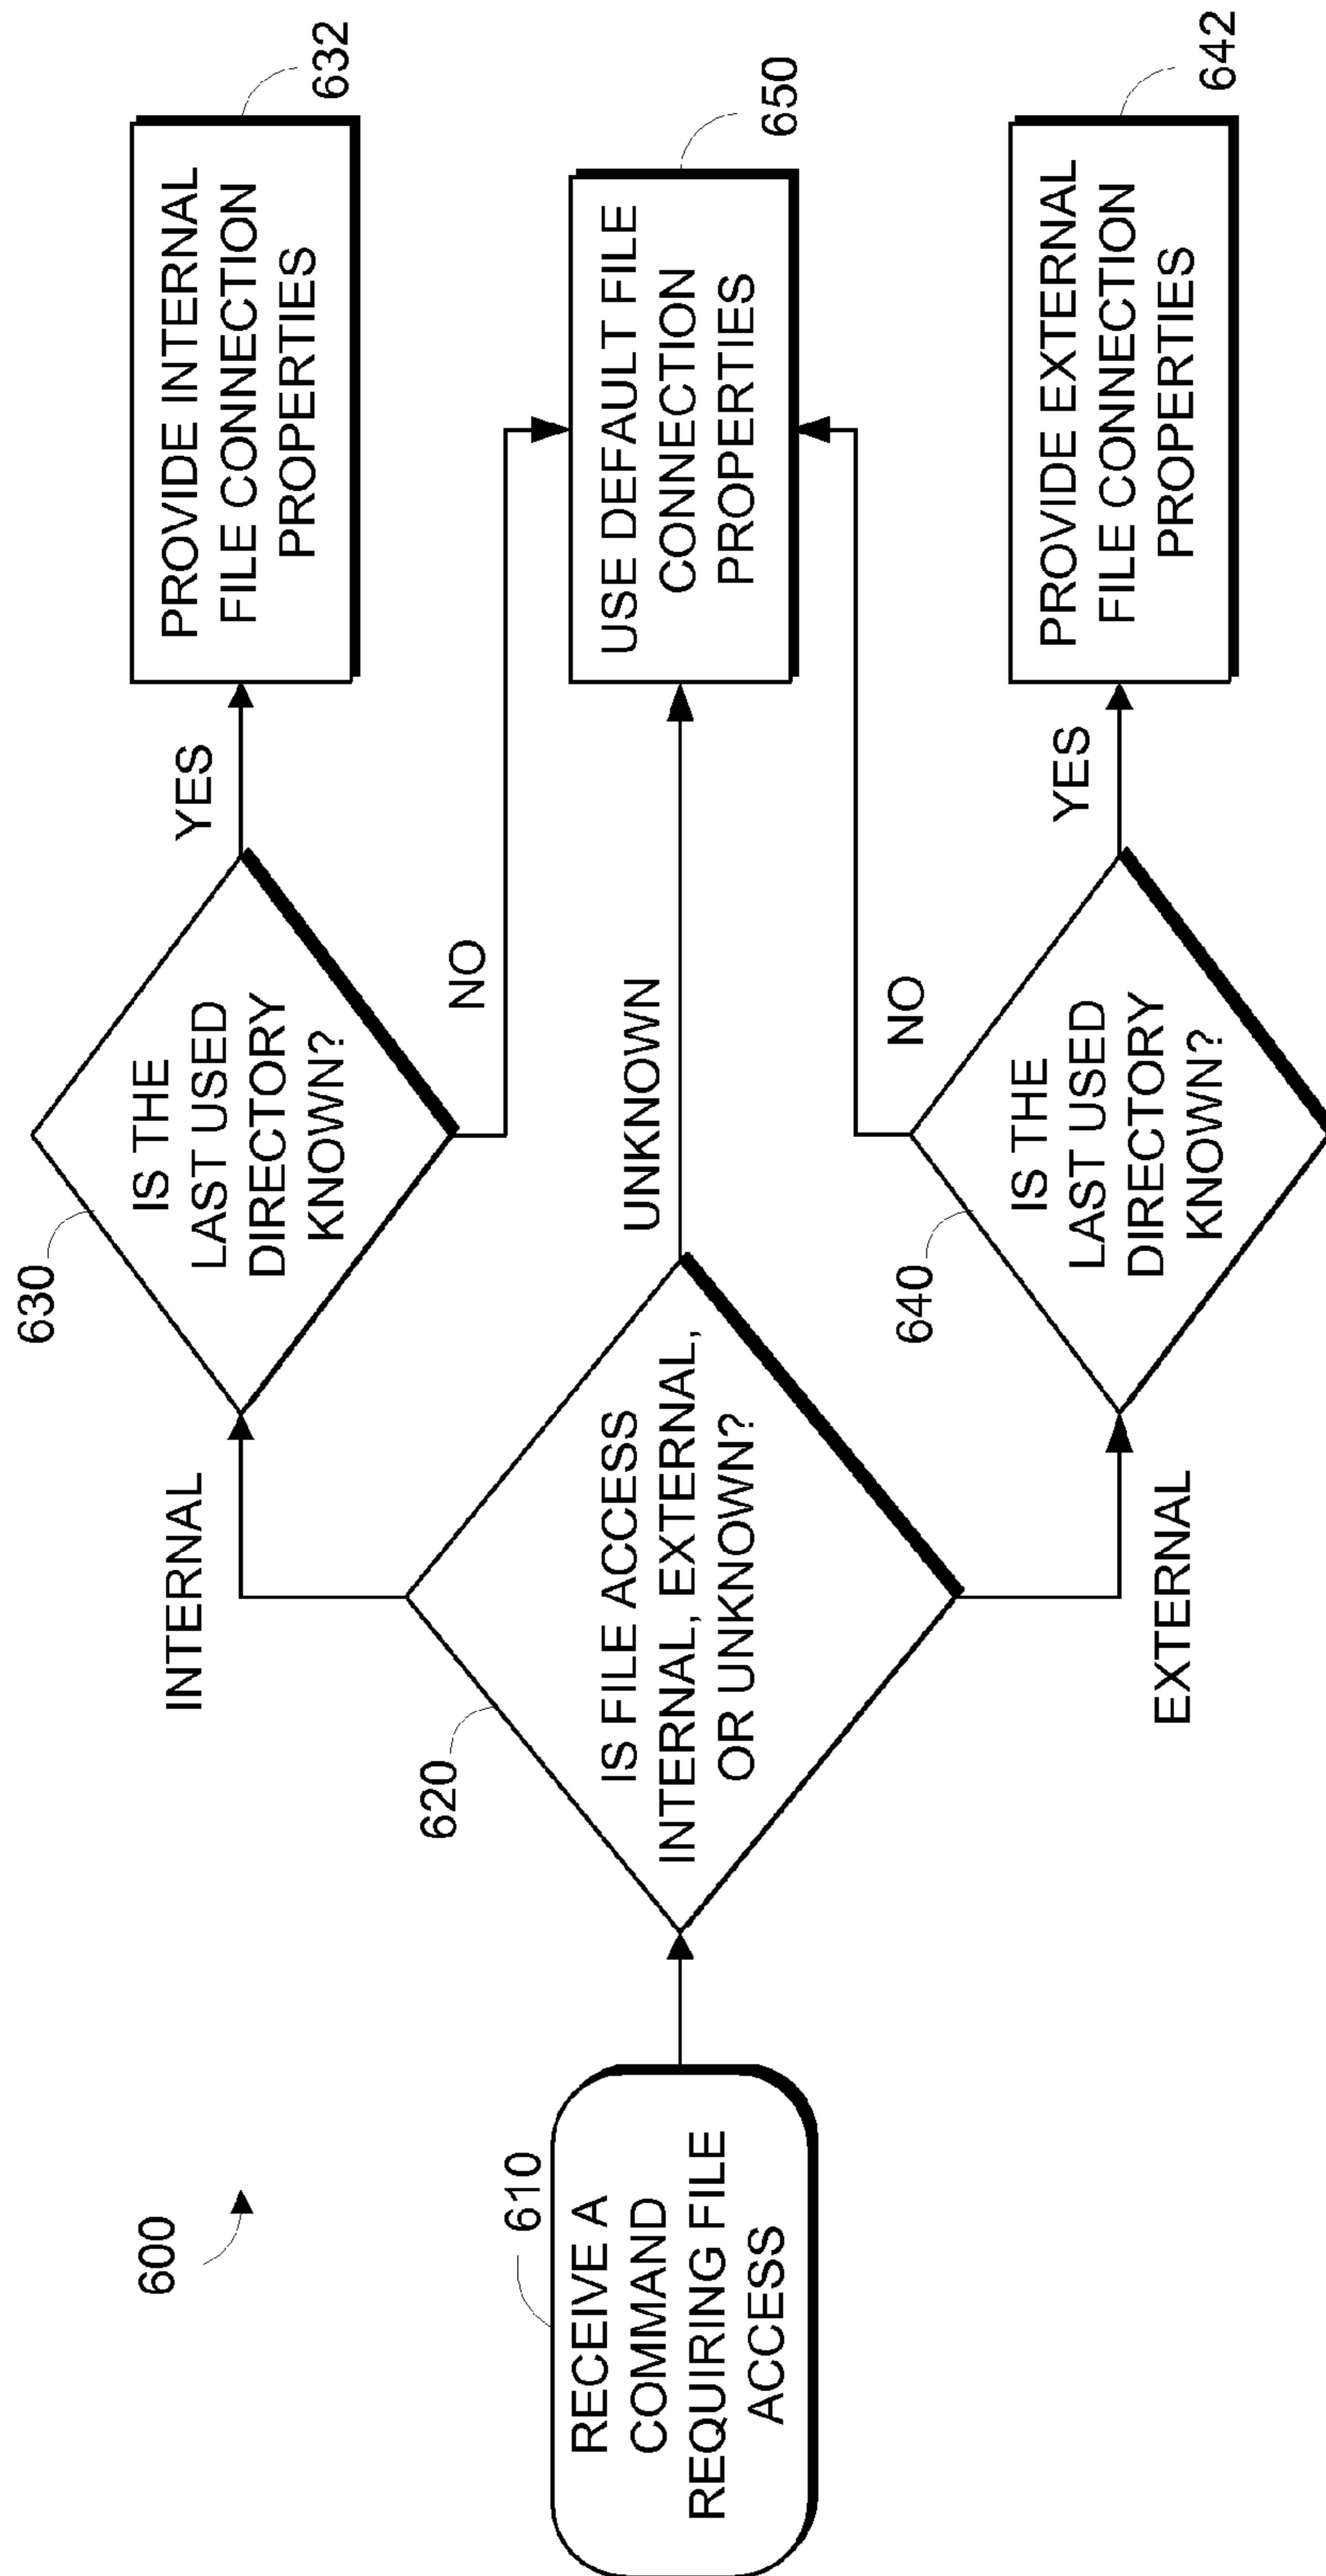 600
RECEIVE A
COMMAND
REQUIRING FILE
ACCESS
610
IS FILE ACCESS
INTERNAL, EXTERNAL,
OR UNKNOWN?
620
INTERNAL
UNKNOWN
EXTERNAL
IS THE
LAST USED
DIRECTORY
KNOWN?
630
YES
NO
PROVIDE INTERNAL
FILE CONNECTION
PROPERTIES
632
USE DEFAULT FILE
CONNECTION
PROPERTIES
650
IS THE
LAST USED
DIRECTORY
KNOWN?
640
NO
YES
PROVIDE EXTERNAL
FILE CONNECTION
PROPERTIES
642